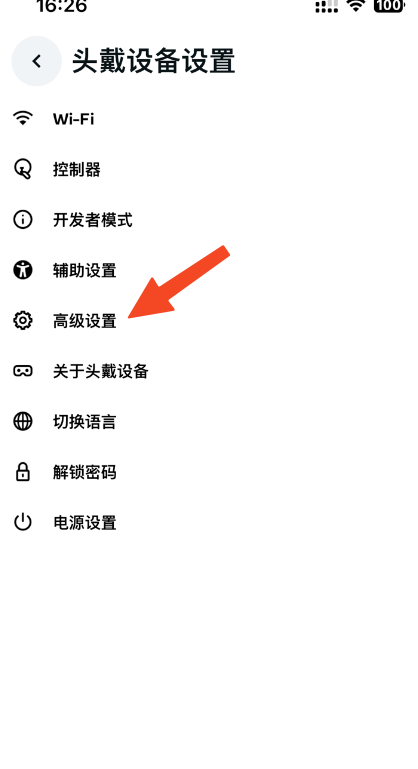 16:26
100
头戴设备设置
Wi-Fi
控制器
开发者模式
辅助设置
高级设置
关于头戴设备
切换语言
解锁密码
电源设置